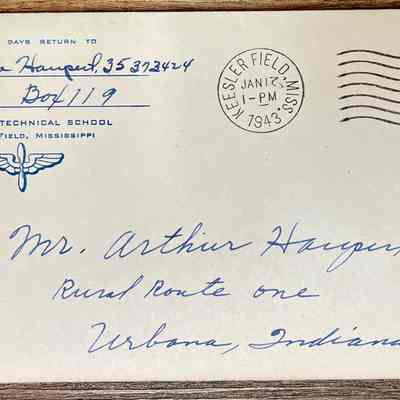 DAYS RETURN TO
Haupert, 35373424
Box 119
TECHNICAL SCHOOL
FIELD, MISSISSIPPI
KEESLER FIELD, MISS.
JAN 12
1-PM
1943
Mr. Arthur Hauper
Rural Route one
Urbana, Indiana